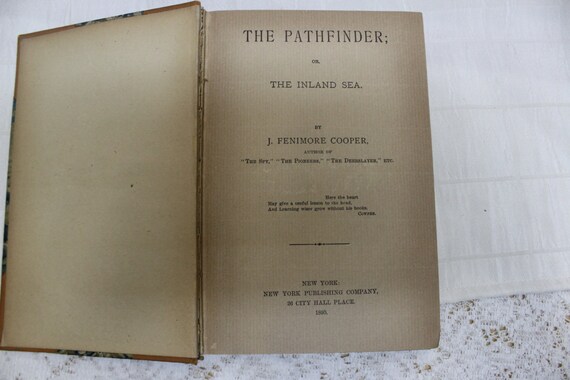 THE PATHFINDER;
OR,
THE INLAND SEA.
BY
J. FENIMORE COOPER,
AUTHOR OF
"THE SPY," "THE PIONEERS," "THE DEERSLAYER," ETC.
Here the heart
May give a useful lesson to the head,
And Learning wiser grow without his books.
COWPER.
NEW YORK:
NEW YORK PUBLISHING COMPANY,
26 CITY HALL PLACE.
1895.